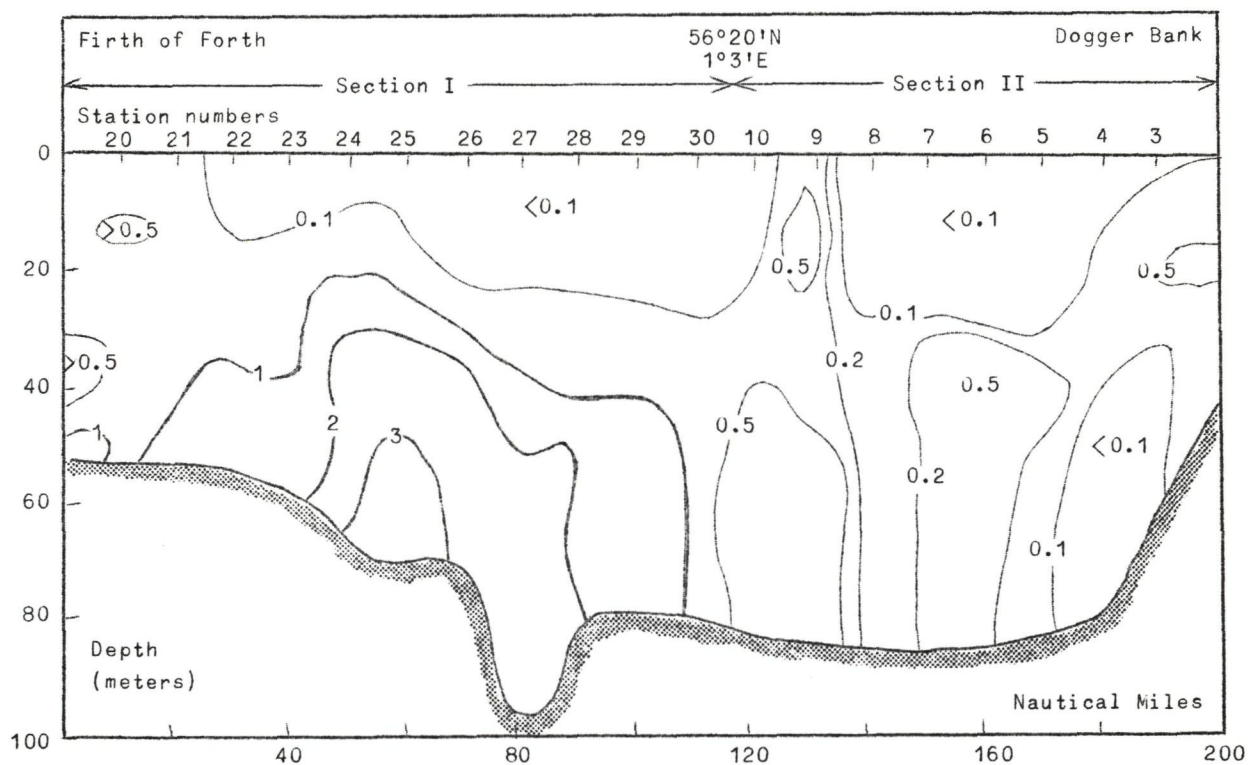 Firth of Forth 56°20'N Dogger Bank
1°3'E
Section I Section II
Station numbers
20 21 22 23 24 25 26 27 28 29 30 10 9 8 7 6 5 4 3
0
0.1 <0.1 <0.1
>0.5
20 0.5 0.5
0.1
>0.5 0.2
1 0.5
40
1 2 3 0.5 <0.1
0.2
60
0.1
80
Depth
(meters) Nautical Miles
100
40 80 120 160 200